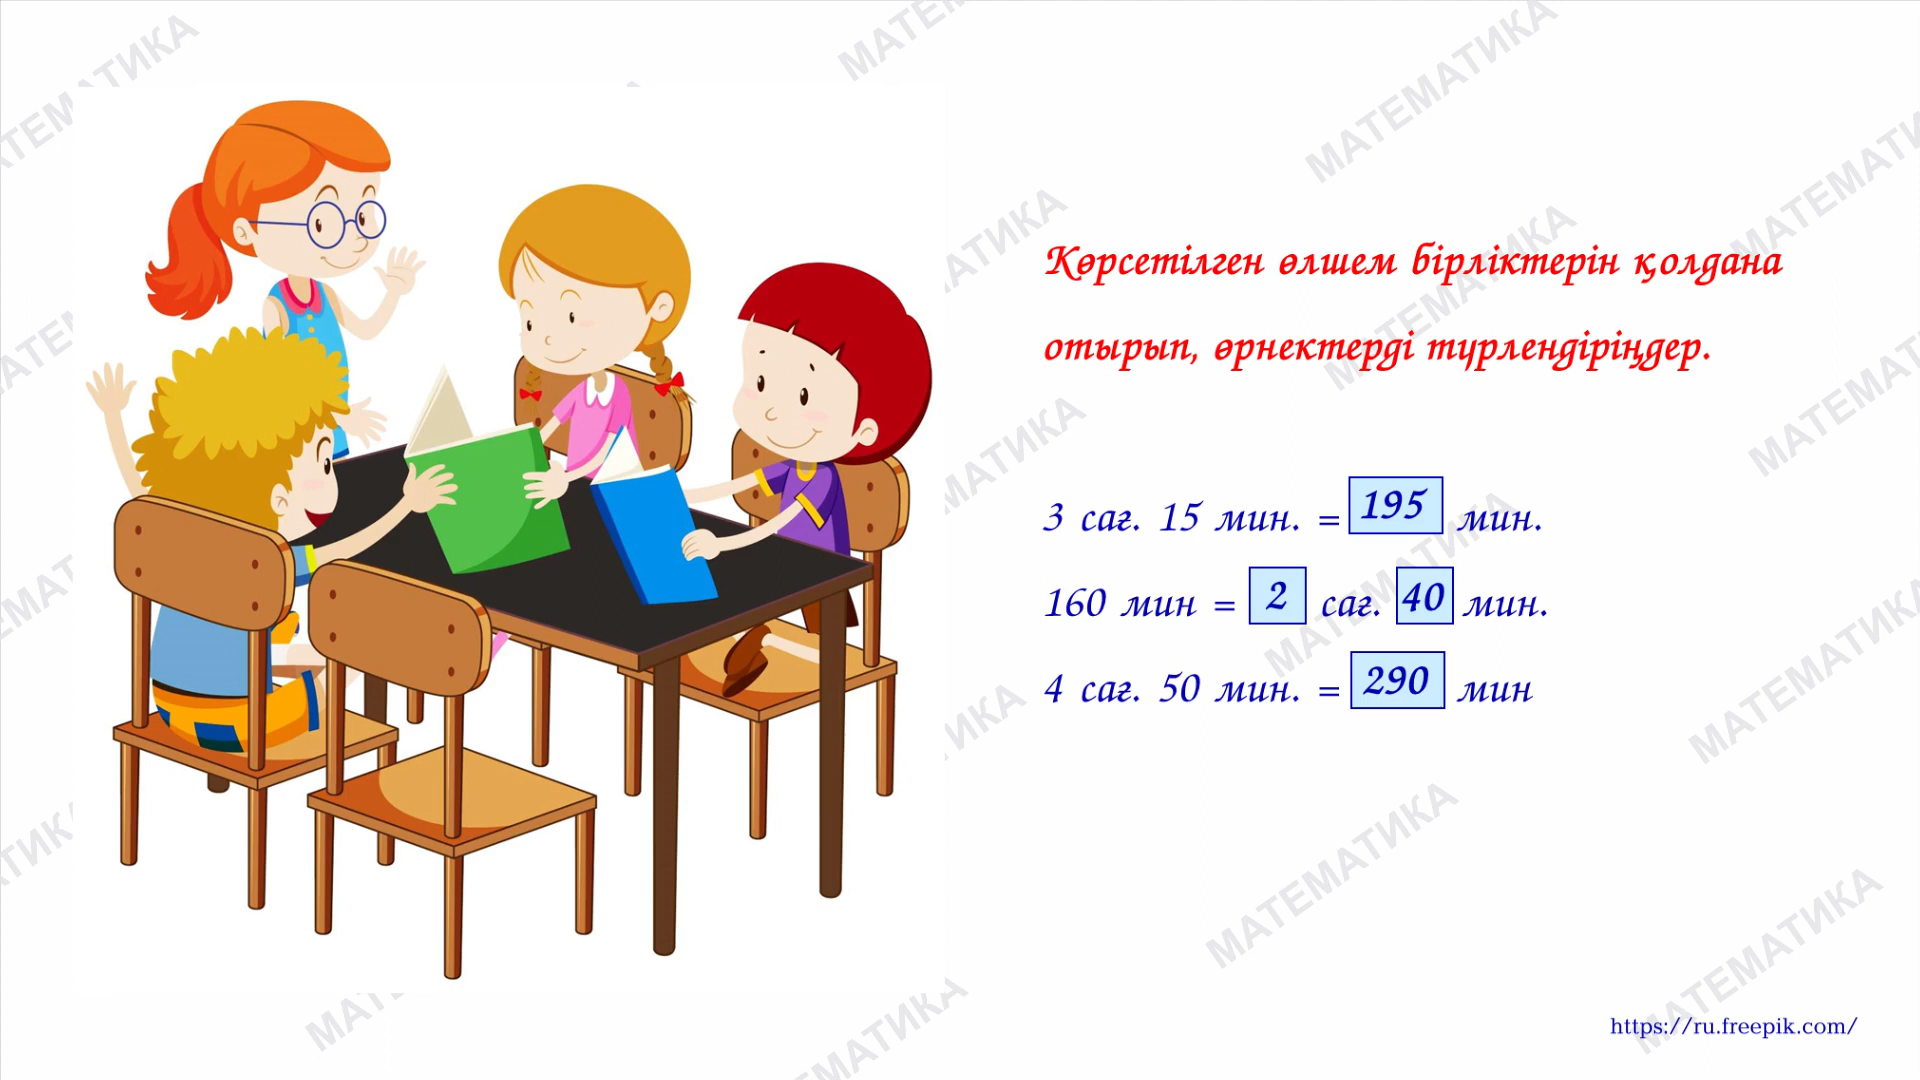 Көрсетілген өлшем бірліктерін қолдана
отырып, өрнектерді түрлендіріңдер.
3 сағ. 15 мин. = 195 мин.
160 мин = 2 сағ. 40 мин.
4 сағ. 50 мин. = 290 мин
https://ru.freepik.com/
МАТЕМАТИКА